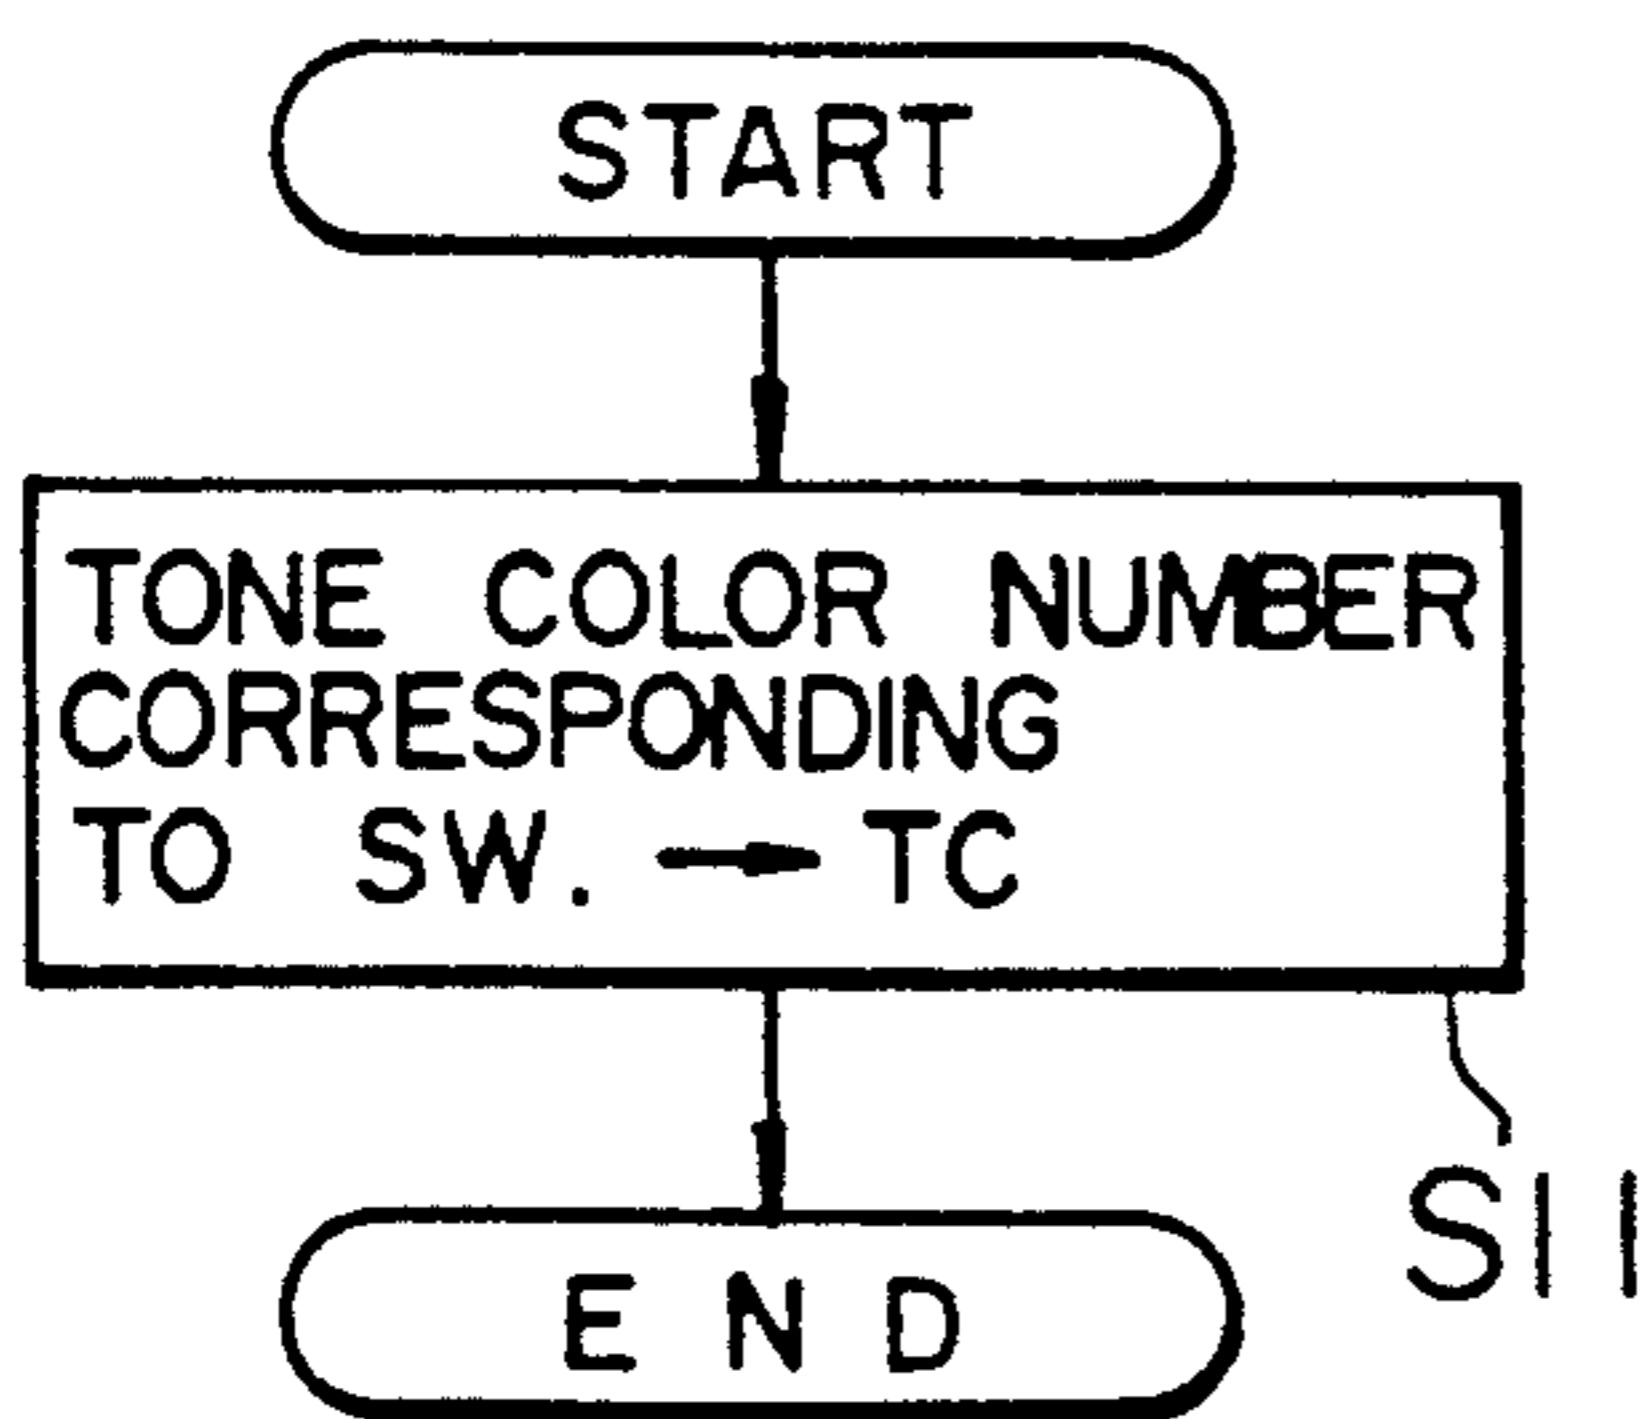 START
TONE COLOR NUMBER
CORRESPONDING
TO SW. → TC
S11
END